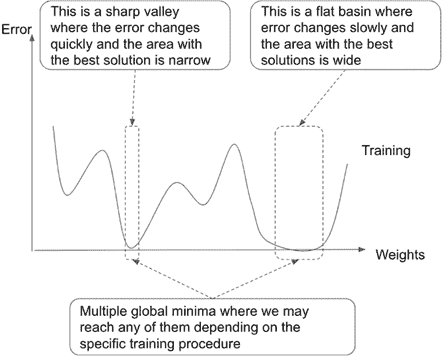 This is a sharp valley
where the error changes
quickly and the area with
the best solution is narrow
This is a flat basin where
error changes slowly and
the area with the best
solutions is wide
Error
Training
Weights
Multiple global minima where we may
reach any of them depending on the
specific training procedure